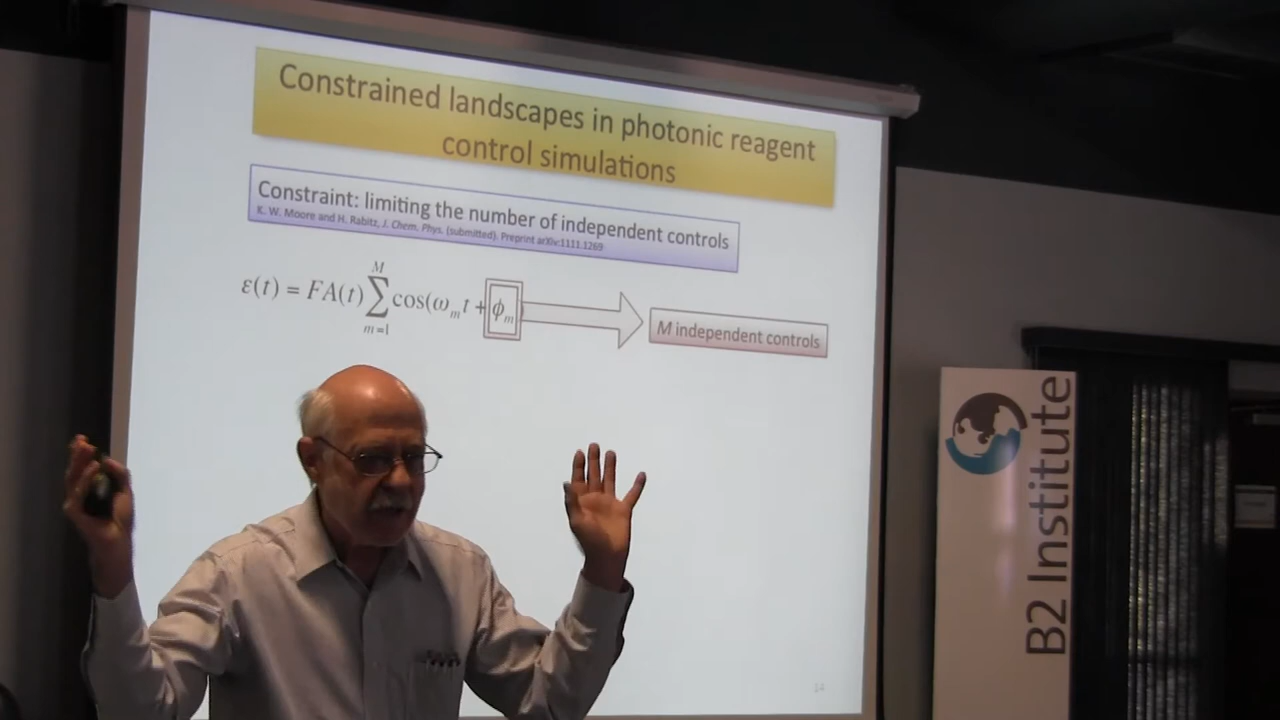 Constrained landscapes in photonic reagent
control simulations
Constraint: limiting the number of independent controls
K. W. Moore and H. Rabitz, J. Chem. Phys. (submitted). Preprint arXiv:1111.1269
ε(t) = FA(t) ∑_{m=1}^{M} cos(ω_m t + ϕ_m
M independent controls
14
B2 Institute